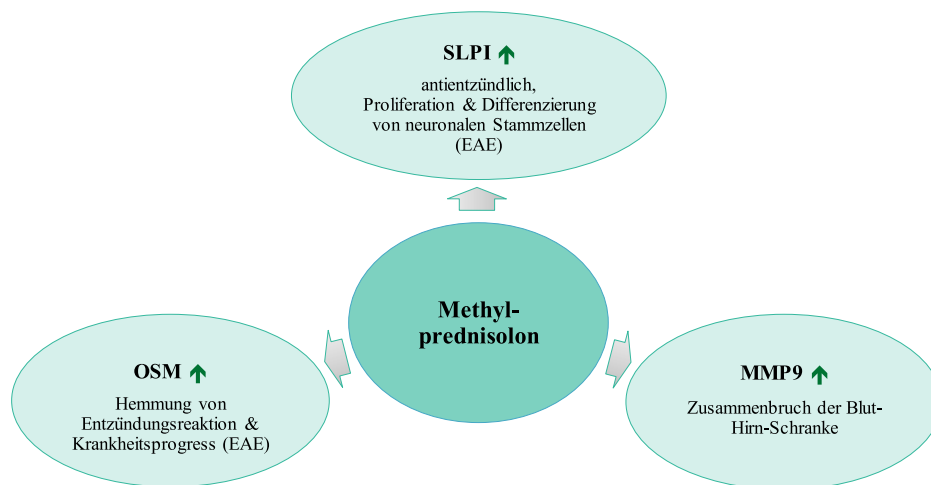 SLPI
antientzündlich,
Proliferation & Differenzierung
von neuronalen Stammzellen
(EAE)
Methyl-
prednisolon
OSM
Hemmung von
Entzündungsreaktion &
Krankheitsprogress (EAE)
MMP9
Zusammenbruch der Blut-
Hirn-Schranke